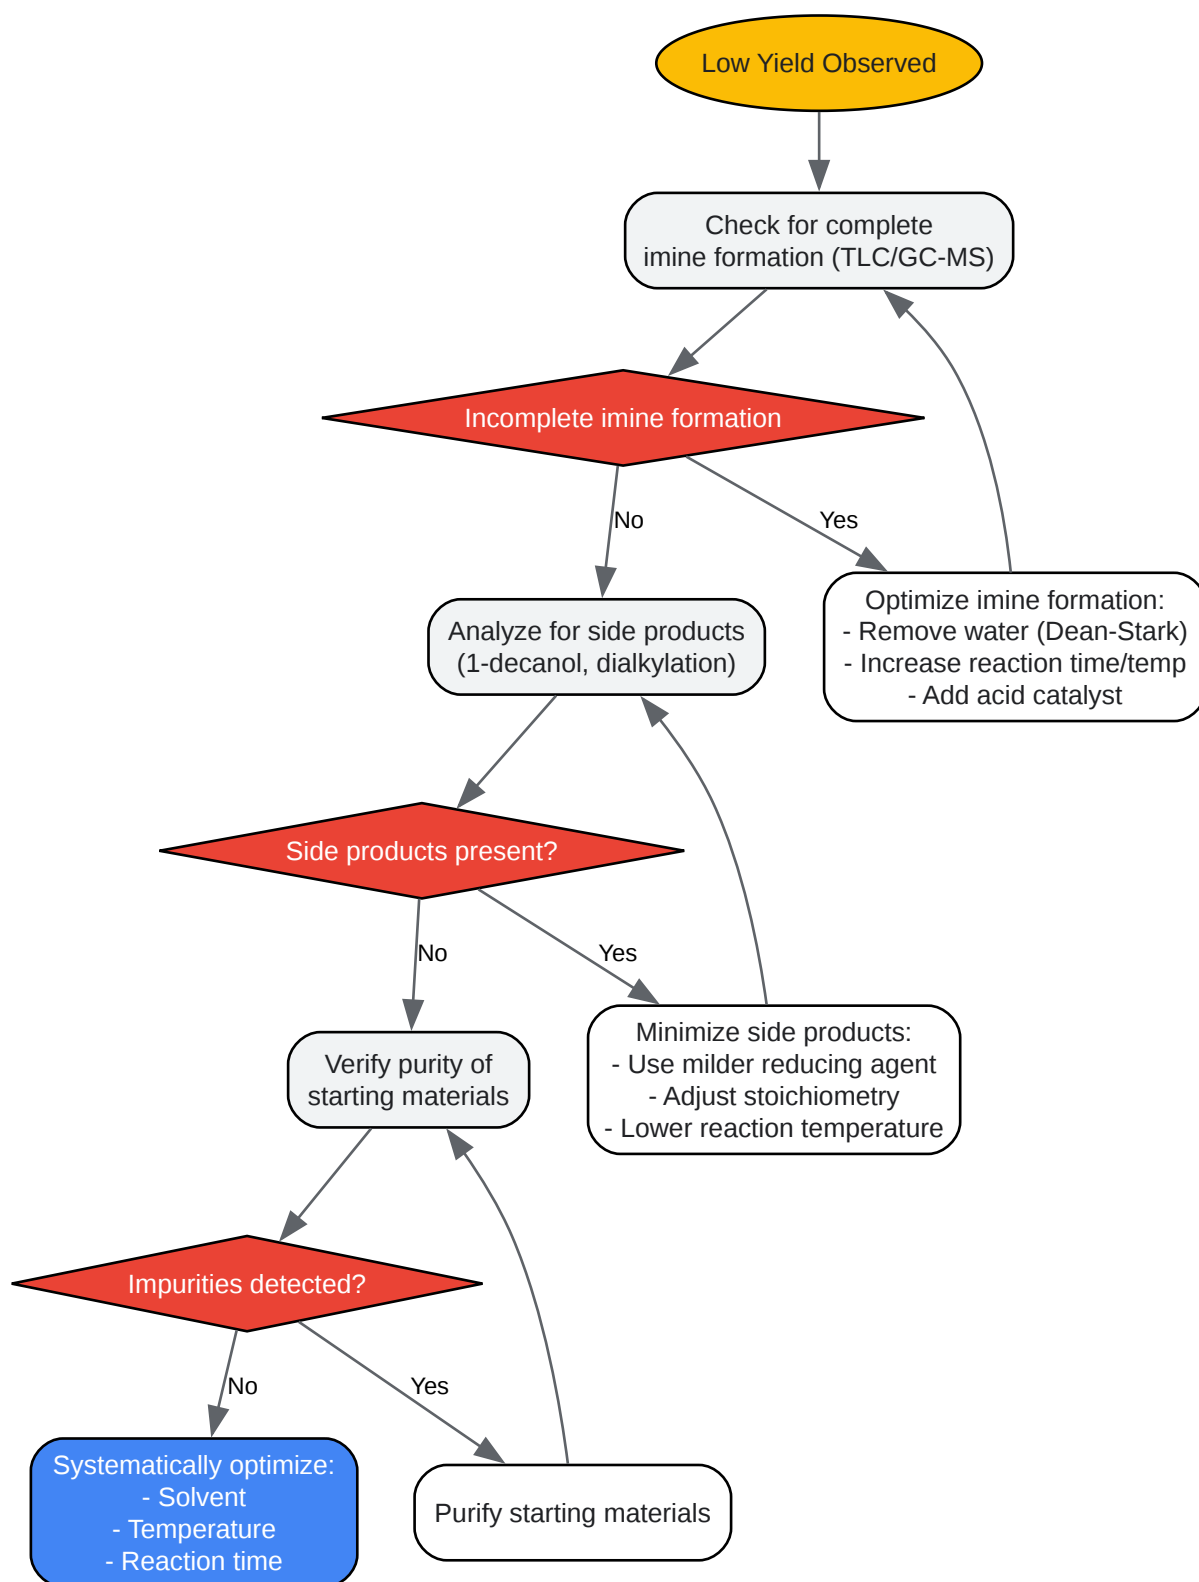 Low Yield Observed
Check for complete
imine formation (TLC/GC-MS)
Incomplete imine formation
No
Yes
Optimize imine formation:
- Remove water (Dean-Stark)
- Increase reaction time/temp
- Add acid catalyst
Analyze for side products
(1-decanol, dialkylation)
Side products present?
No
Yes
Minimize side products:
- Use milder reducing agent
- Adjust stoichiometry
- Lower reaction temperature
Verify purity of
starting materials
Impurities detected?
No
Yes
Systematically optimize:
- Solvent
- Temperature
- Reaction time
Purify starting materials